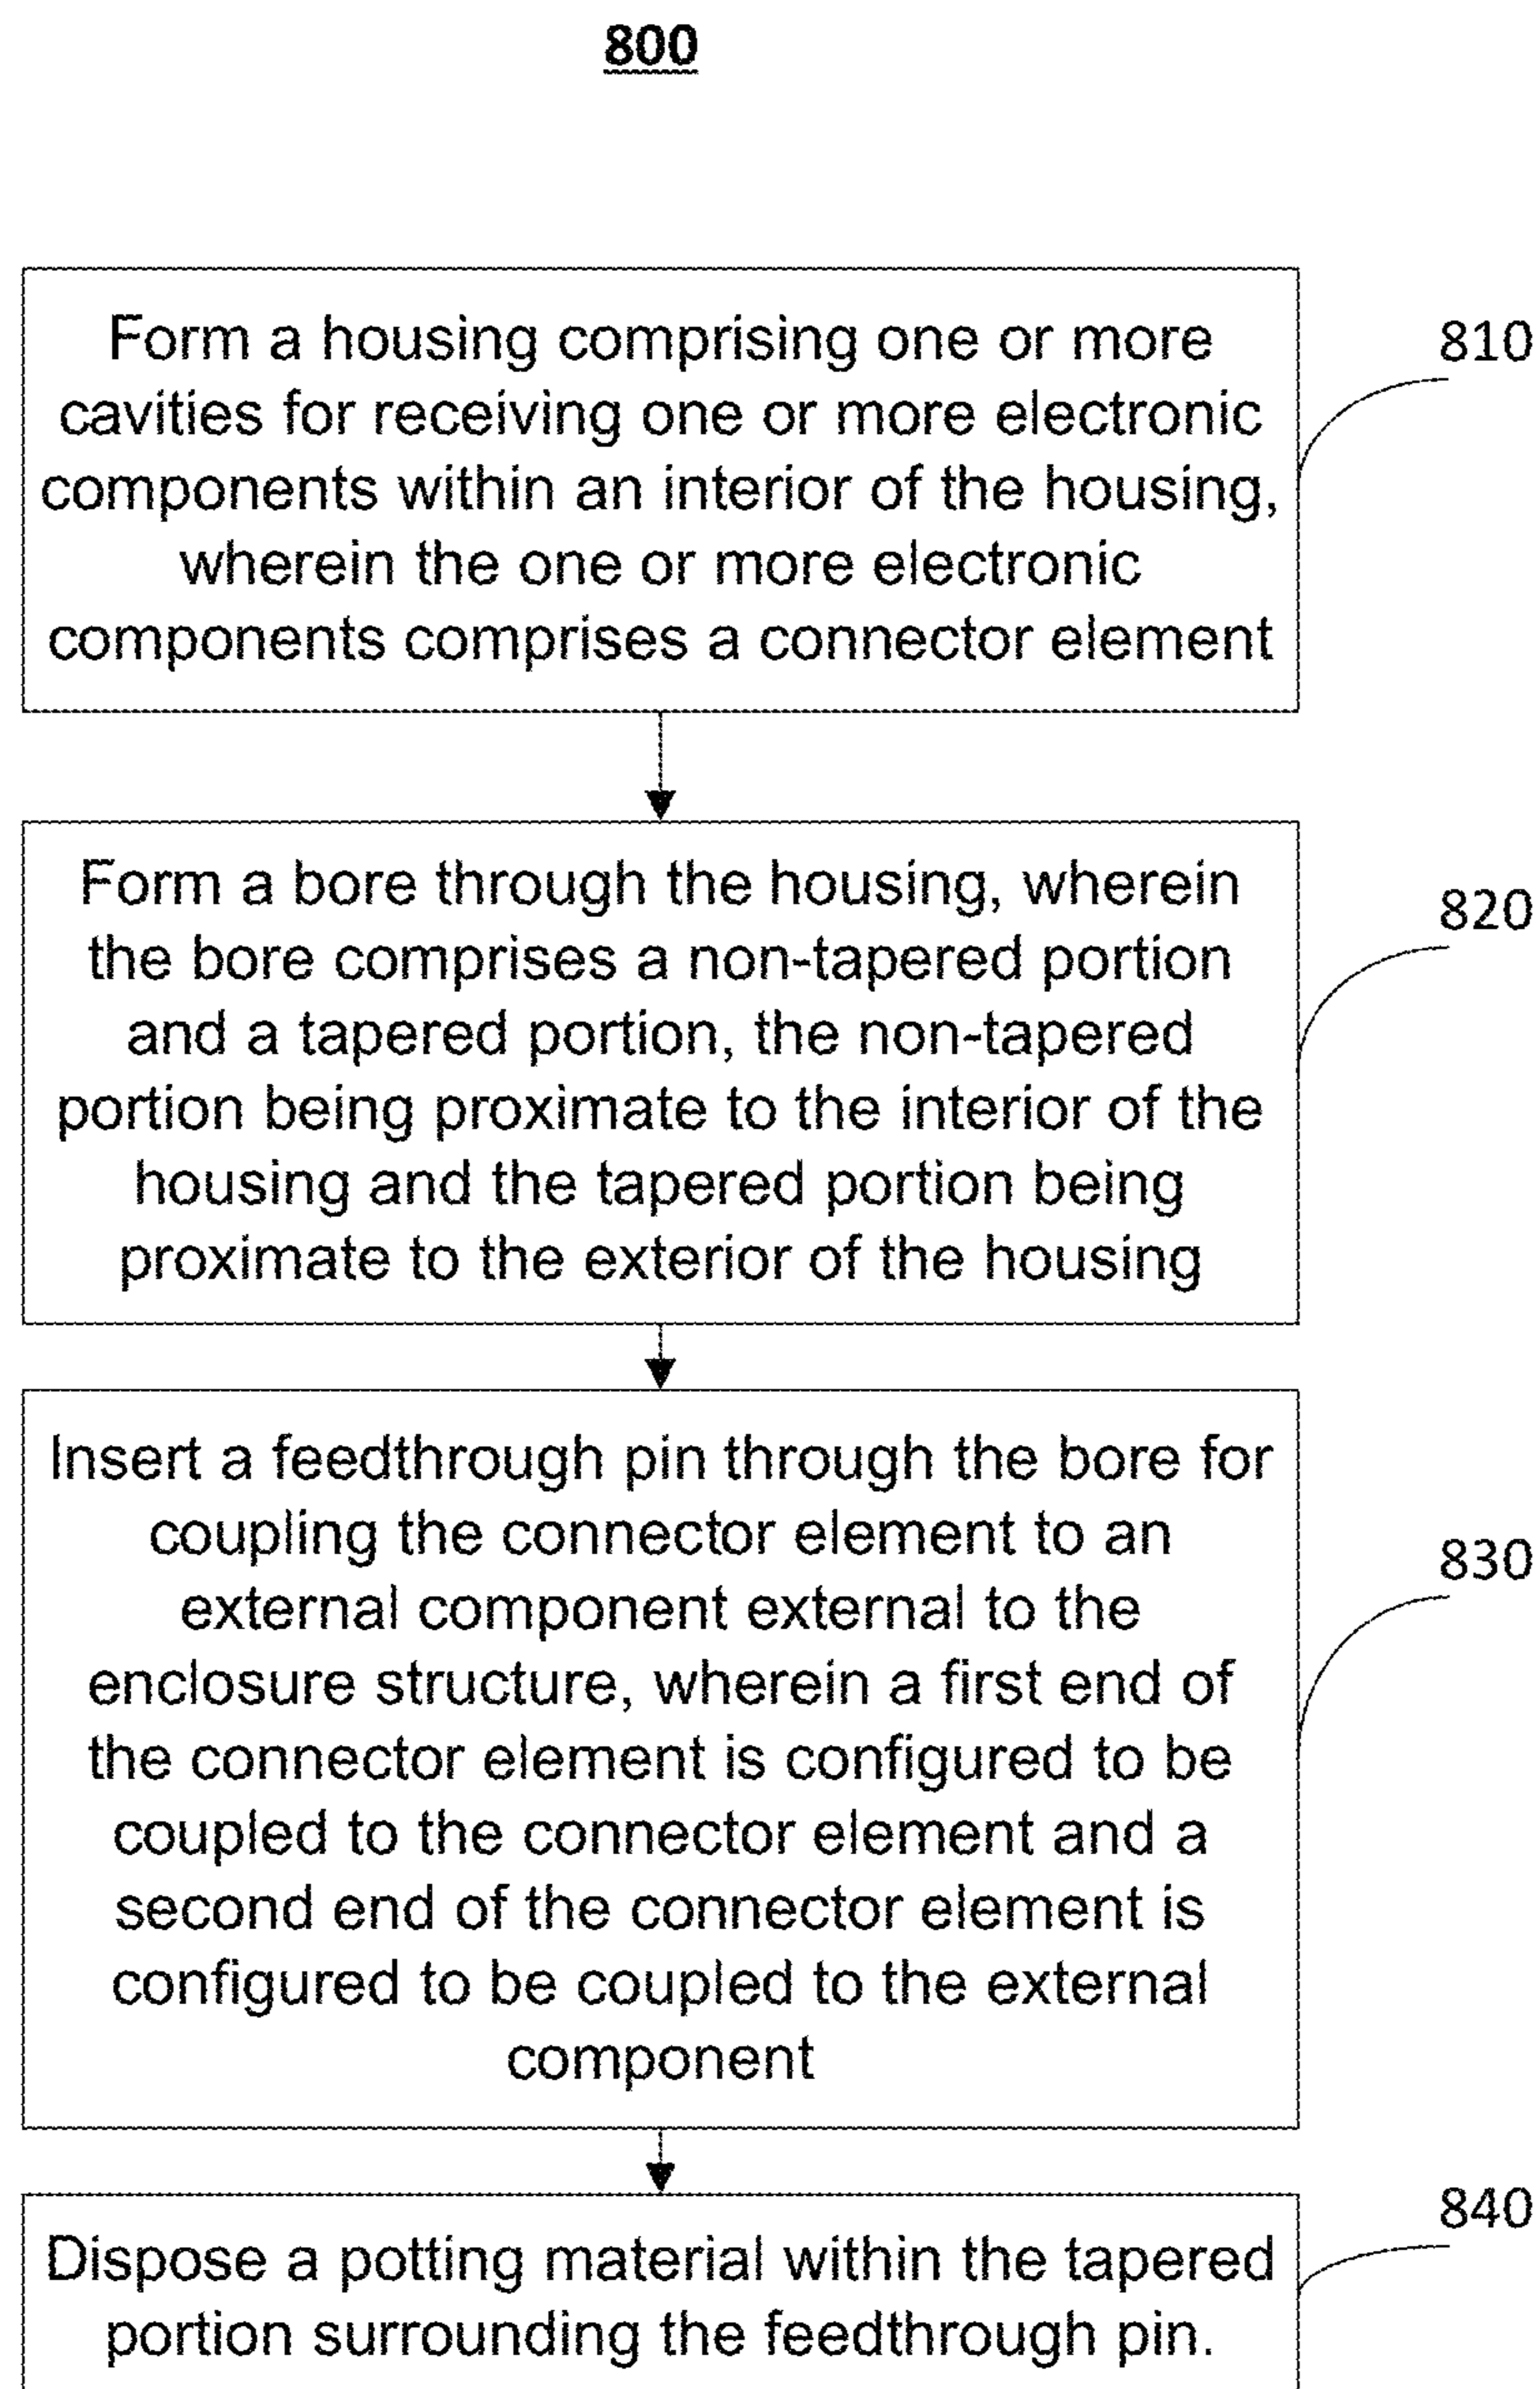 800
Form a housing comprising one or more
cavities for receiving one or more electronic
components within an interior of the housing,
wherein the one or more electronic
components comprises a connector element
810
Form a bore through the housing, wherein
the bore comprises a non-tapered portion
and a tapered portion, the non-tapered
portion being proximate to the interior of the
housing and the tapered portion being
proximate to the exterior of the housing
820
Insert a feedthrough pin through the bore for
coupling the connector element to an
external component external to the
enclosure structure, wherein a first end of
the connector element is configured to be
coupled to the connector element and a
second end of the connector element is
configured to be coupled to the external
component
830
Dispose a potting material within the tapered
portion surrounding the feedthrough pin.
840